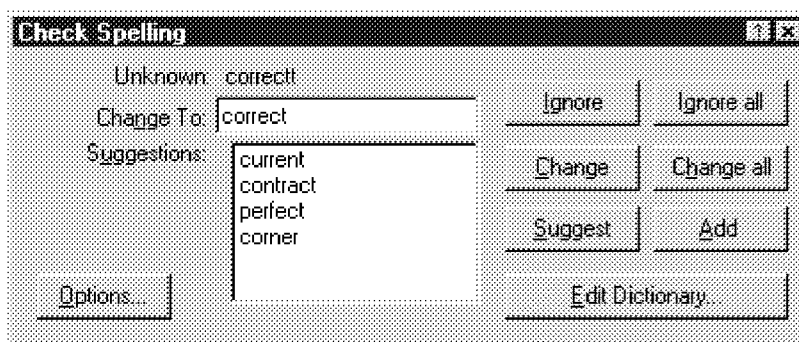 Check Spelling
Unknown: correctt
Change To: correct
Suggestions:
current
contract
perfect
corner
Ignore
Ignore all
Change
Change all
Suggest
Add
Options...
Edit Dictionary...